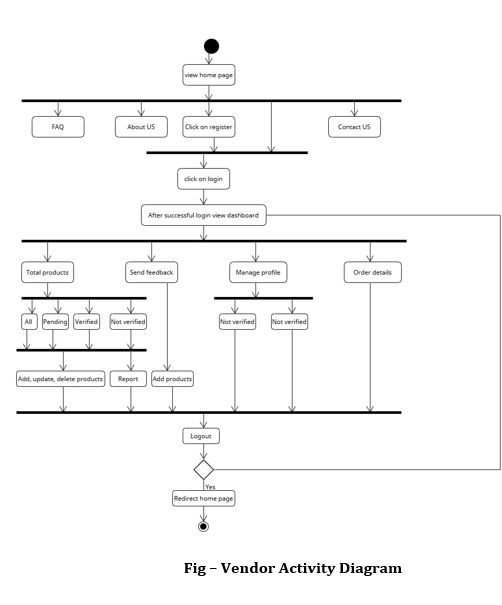 view home page
FAQ
About US
Click on register
Contact US
click on login
After successful login view dashboard
Total products
Send feedback
Manage profile
Order details
All
Pending
Verified
Not verified
Not verified
Not verified
Add, update, delete products
Report
Add products
Logout
Yes
Redirect home page
Fig – Vendor Activity Diagram